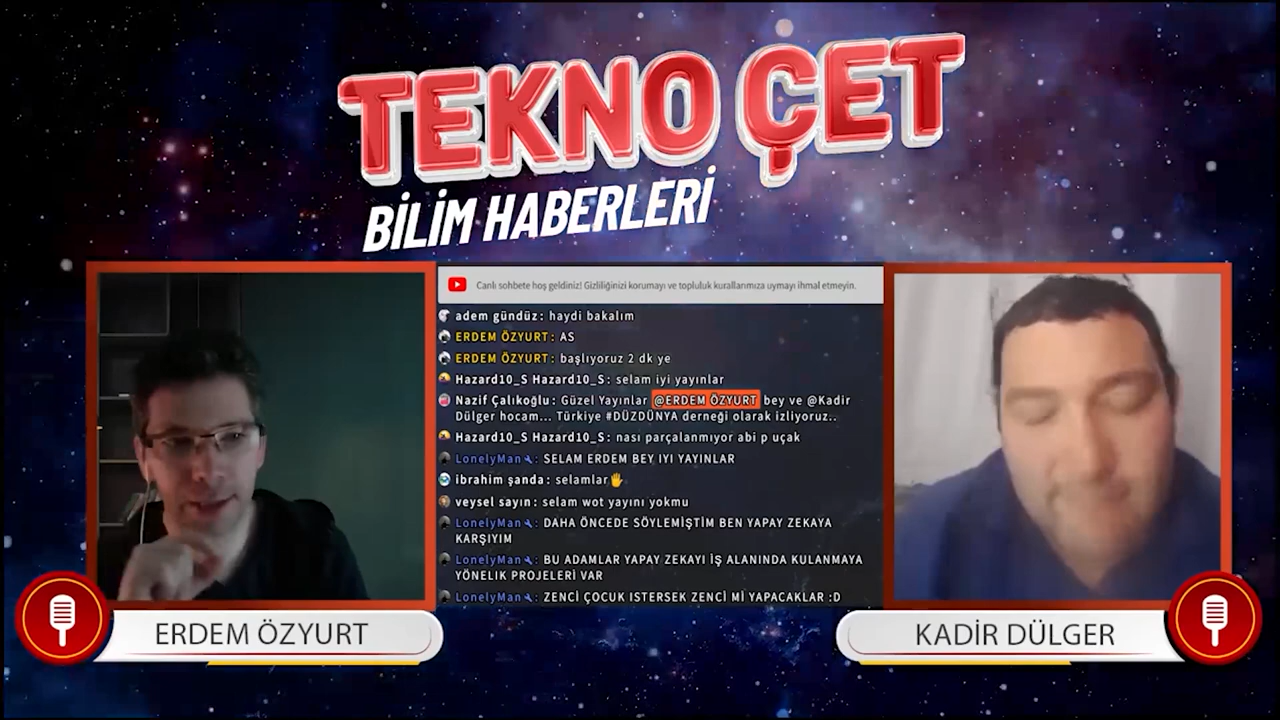 TEKNO ÇET
BİLİM HABERLERİ
Canlı sohbete hoş geldiniz! Gizliliğinizi korumayı ve topluluk kurallarımıza uymayı ihmal etmeyin.
adem gündüz: haydi bakalım
ERDEM ÖZYURT: AS
ERDEM ÖZYURT: başlıyoruz 2 dk ye
Hazard10_S Hazard10_S: selam iyi yayınlar
Nazif Çalıkoğlu: Güzel Yayınlar @ERDEM ÖZYURT bey ve @Kadir
Dülger hocam... Türkiye #DÜZDÜNYA derneği olarak izliyoruz..
Hazard10_S Hazard10_S: nası parçalanmıyor abi p uçak
LonelyMan: SELAM ERDEM BEY IYI YAYINLAR
ibrahim şanda: selamlar🖐
veysel sayın: selam wot yayını yokmu
LonelyMan: DAHA ÖNCEDE SÖYLEMİŞTİM BEN YAPAY ZEKAYA
KARŞIYIM
LonelyMan: BU ADAMLAR YAPAY ZEKAYI İŞ ALANINDA KULANMAYA
YÖNELIK PROJELERİ VAR
LonelyMan: ZENCİ ÇOCUK ISTERSEK ZENCI Mİ YAPACAKLAR :D
ERDEM ÖZYURT
KADİR DÜLGER